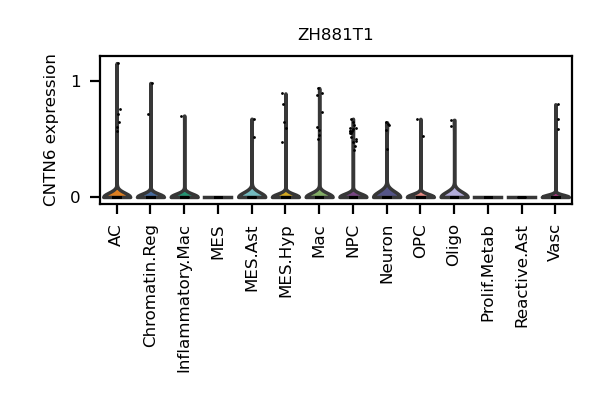 ZH881T1
CNTN6 expression
1
0
AC
Chromatin.Reg
Inflammatory.Mac
MES
MES.Ast
MES.Hyp
Mac
NPC
Neuron
OPC
Oligo
Prolif.Metab
Reactive.Ast
Vasc